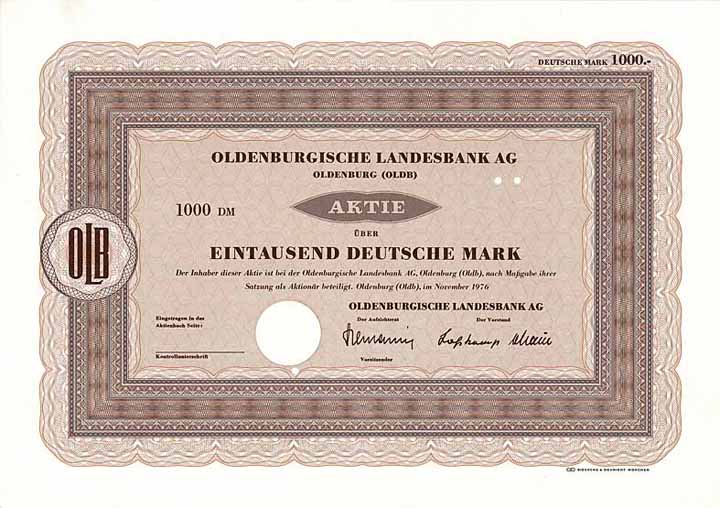 DEUTSCHE MARK 1000.-
OLDENBURGISCHE LANDESBANK AG
OLDENBURG (OLDB)
1000 DM
AKTIE
ÜBER
EINTAUSEND DEUTSCHE MARK
OLB
Der Inhaber dieser Aktie ist bei der Oldenburgische Landesbank AG, Oldenburg (Oldb), nach Maßgabe ihrer
Satzung als Aktionär beteiligt. Oldenburg (Oldb), im November 1976
OLDENBURGISCHE LANDESBANK AG
Eingetragen in das
Aktienbuch Seite:
Der Aufsichtsrat
Der Vorstand
Vorsitzender
Kontrollunterschrift
GIESECKE & DEVRIENT MÜNCHEN